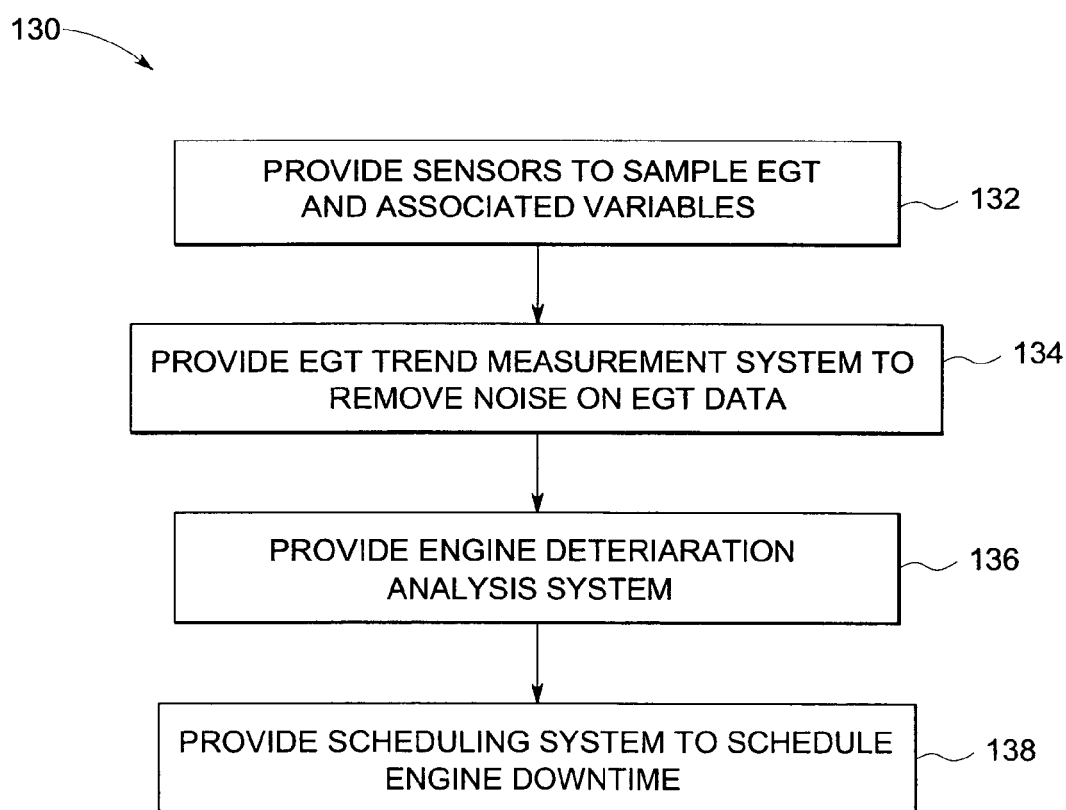 130
PROVIDE SENSORS TO SAMPLE EGT
AND ASSOCIATED VARIABLES
132
PROVIDE EGT TREND MEASUREMENT SYSTEM TO
REMOVE NOISE ON EGT DATA
134
PROVIDE ENGINE DETERIARATION
ANALYSIS SYSTEM
136
PROVIDE SCHEDULING SYSTEM TO SCHEDULE
ENGINE DOWNTIME
138